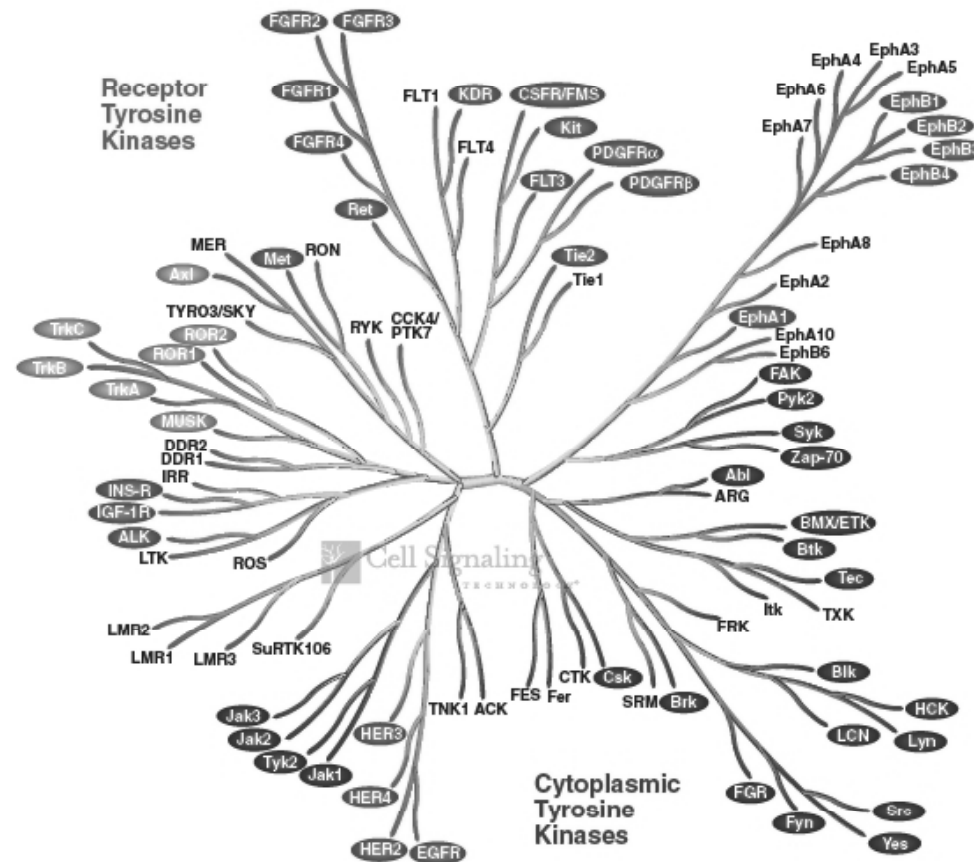 Receptor
Tyrosine
Kinases
FGFR2
FGFR3
FGFR1
FGFR4
Ret
FLT1
KDR
FLT4
CSFR/FMS
Kit
FLT3
PDGFRα
PDGFRβ
Tie2
Tie1
EphA3
EphA4
EphA5
EphA6
EphA7
EphB1
EphB2
EphB3
EphB4
EphA8
EphA2
EphA1
EphA10
EphB6
MER
Axl
TYRO3/SKY
Met
RON
RYK
CCK4/
PTK7
TrkC
TrkB
TrkA
ROR2
ROR1
MUSK
DDR2
DDR1
IRR
INS-R
IGF-1R
ALK
LTK
ROS
FAK
Pyk2
Syk
Zap-70
Abl
ARG
BMX/ETK
Btk
Tec
TXK
Itk
FRK
Cell Signaling
TECHNOLOGY®
LMR2
LMR1
LMR3
SuRTK106
Jak3
Jak2
Tyk2
Jak1
HER3
HER4
HER2
EGFR
TNK1
ACK
FES
Fer
CTK
Csk
SRM
Brk
Blk
HCK
LCN
Lyn
FGR
Fyn
Src
Yes
Cytoplasmic
Tyrosine
Kinases